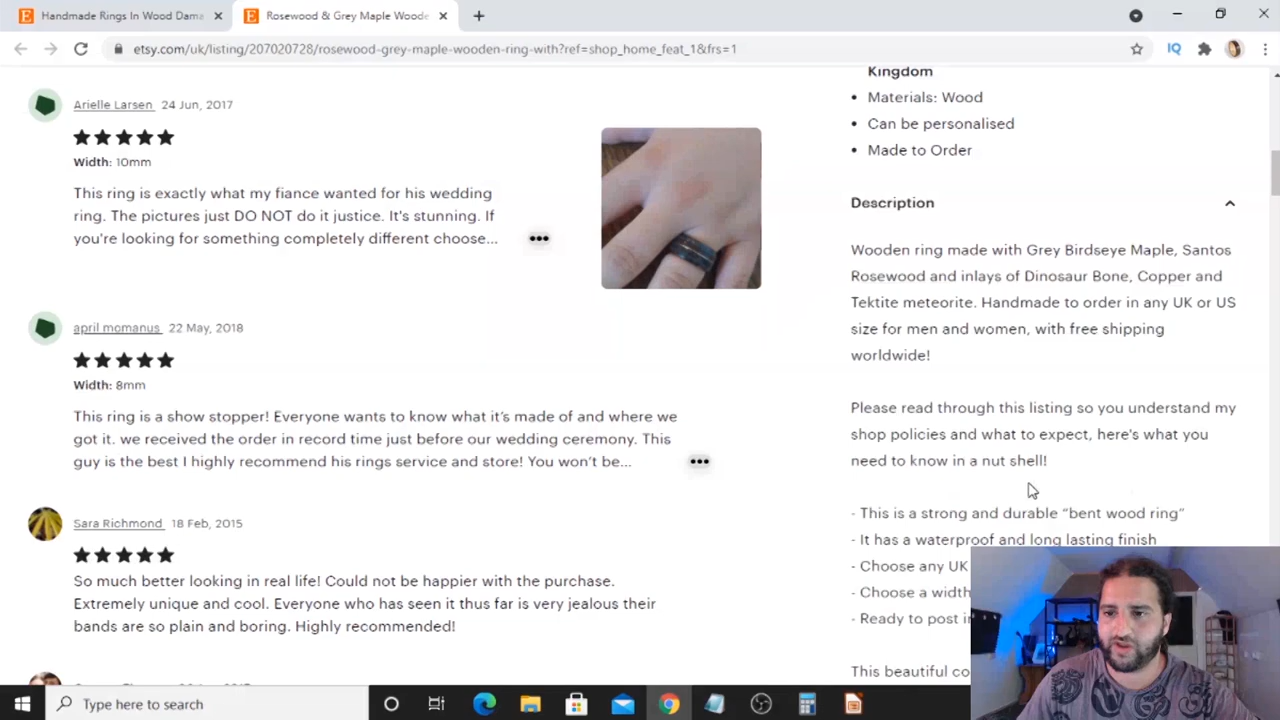 Handmade Rings In Wood Dama
Rosewood & Grey Maple Woode
etsy.com/uk/listing/207020728/rosewood-grey-maple-wooden-ring-with?ref=shop_home_feat_1&frs=1
IQ
Arielle Larsen 24 Jun, 2017
Width: 10mm
This ring is exactly what my fiance wanted for his wedding
ring. The pictures just DO NOT do it justice. It's stunning. If
you're looking for something completely different choose...
april momanus 22 May, 2018
Width: 8mm
This ring is a show stopper! Everyone wants to know what it's made of and where we
got it. we received the order in record time just before our wedding ceremony. This
guy is the best I highly recommend his rings service and store! You won't be...
Sara Richmond 18 Feb, 2015
So much better looking in real life! Could not be happier with the purchase.
Extremely unique and cool. Everyone who has seen it thus far is very jealous their
bands are so plain and boring. Highly recommended!
Kingdom
• Materials: Wood
• Can be personalised
• Made to Order
Description
Wooden ring made with Grey Birdseye Maple, Santos
Rosewood and inlays of Dinosaur Bone, Copper and
Tektite meteorite. Handmade to order in any UK or US
size for men and women, with free shipping
worldwide!
Please read through this listing so you understand my
shop policies and what to expect, here's what you
need to know in a nut shell!
- This is a strong and durable “bent wood ring”
- It has a waterproof and long lasting finish
- Choose any UK
- Choose a width
- Ready to post in
This beautiful co
Type here to search